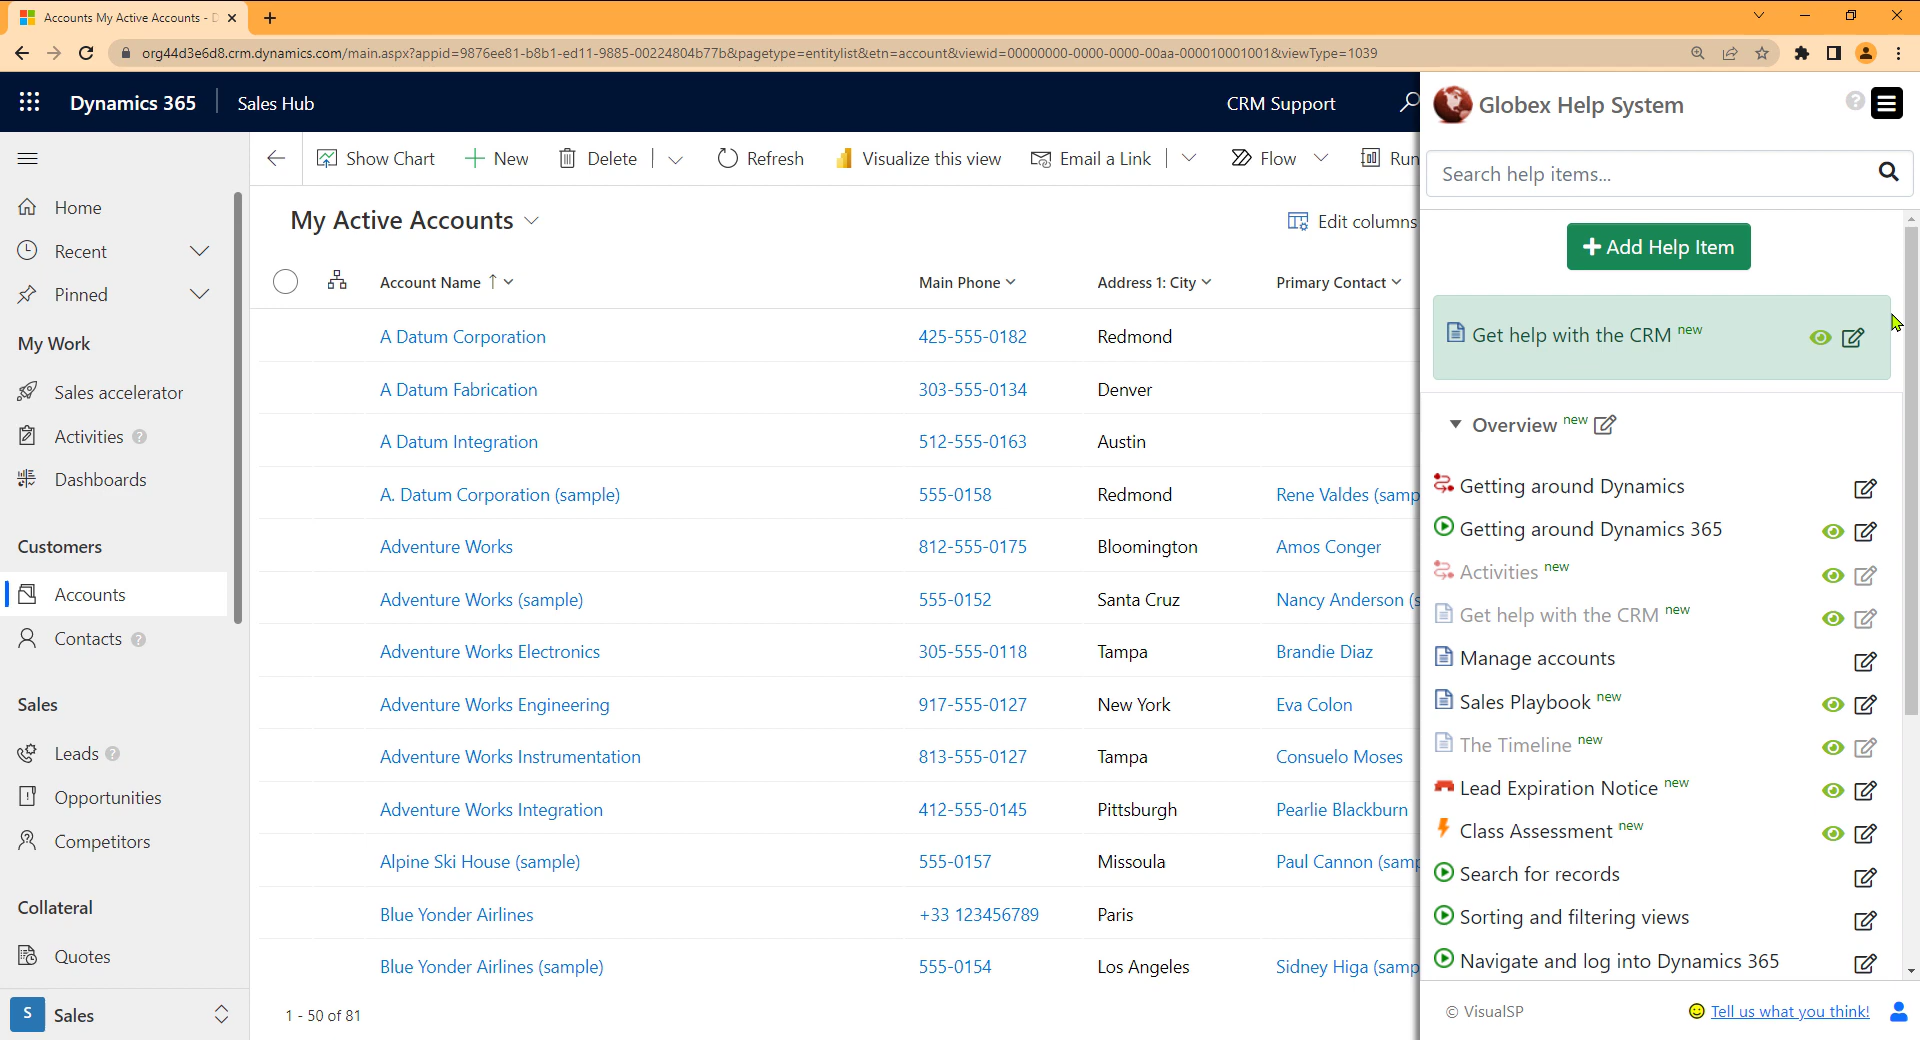 Accounts My Active Accounts -
org44d3e6d8.crm.dynamics.com/main.aspx?appid=9876ee81-b8b1-ed11-9885-00224804b77b&pagetype=entitylist&etn=account&viewid=00000000-0000-0000-00aa-000010001001&viewType=1039
Dynamics 365
Sales Hub
CRM Support
Show Chart
New
Delete
Refresh
Visualize this view
Email a Link
Flow
Run
Home
Recent
Pinned
My Work
Sales accelerator
Activities
Dashboards
Customers
Accounts
Contacts
Sales
Leads
Opportunities
Competitors
Collateral
Quotes
S Sales
My Active Accounts
Edit columns
Account Name Main Phone Address 1: City Primary Contact
A Datum Corporation 425-555-0182 Redmond
A Datum Fabrication 303-555-0134 Denver
A Datum Integration 512-555-0163 Austin
A. Datum Corporation (sample) 555-0158 Redmond Rene Valdes (samp
Adventure Works 812-555-0175 Bloomington Amos Conger
Adventure Works (sample) 555-0152 Santa Cruz Nancy Anderson (s
Adventure Works Electronics 305-555-0118 Tampa Brandie Diaz
Adventure Works Engineering 917-555-0127 New York Eva Colon
Adventure Works Instrumentation 813-555-0127 Tampa Consuelo Moses
Adventure Works Integration 412-555-0145 Pittsburgh Pearlie Blackburn
Alpine Ski House (sample) 555-0157 Missoula Paul Cannon (samp
Blue Yonder Airlines +33 123456789 Paris
Blue Yonder Airlines (sample) 555-0154 Los Angeles Sidney Higa (samp
1 - 50 of 81
Globex Help System
Search help items...
Add Help Item
Get help with the CRM new
Overview new
Getting around Dynamics
Getting around Dynamics 365
Activities new
Get help with the CRM new
Manage accounts
Sales Playbook new
The Timeline new
Lead Expiration Notice new
Class Assessment new
Search for records
Sorting and filtering views
Navigate and log into Dynamics 365
© VisualSP
Tell us what you think!